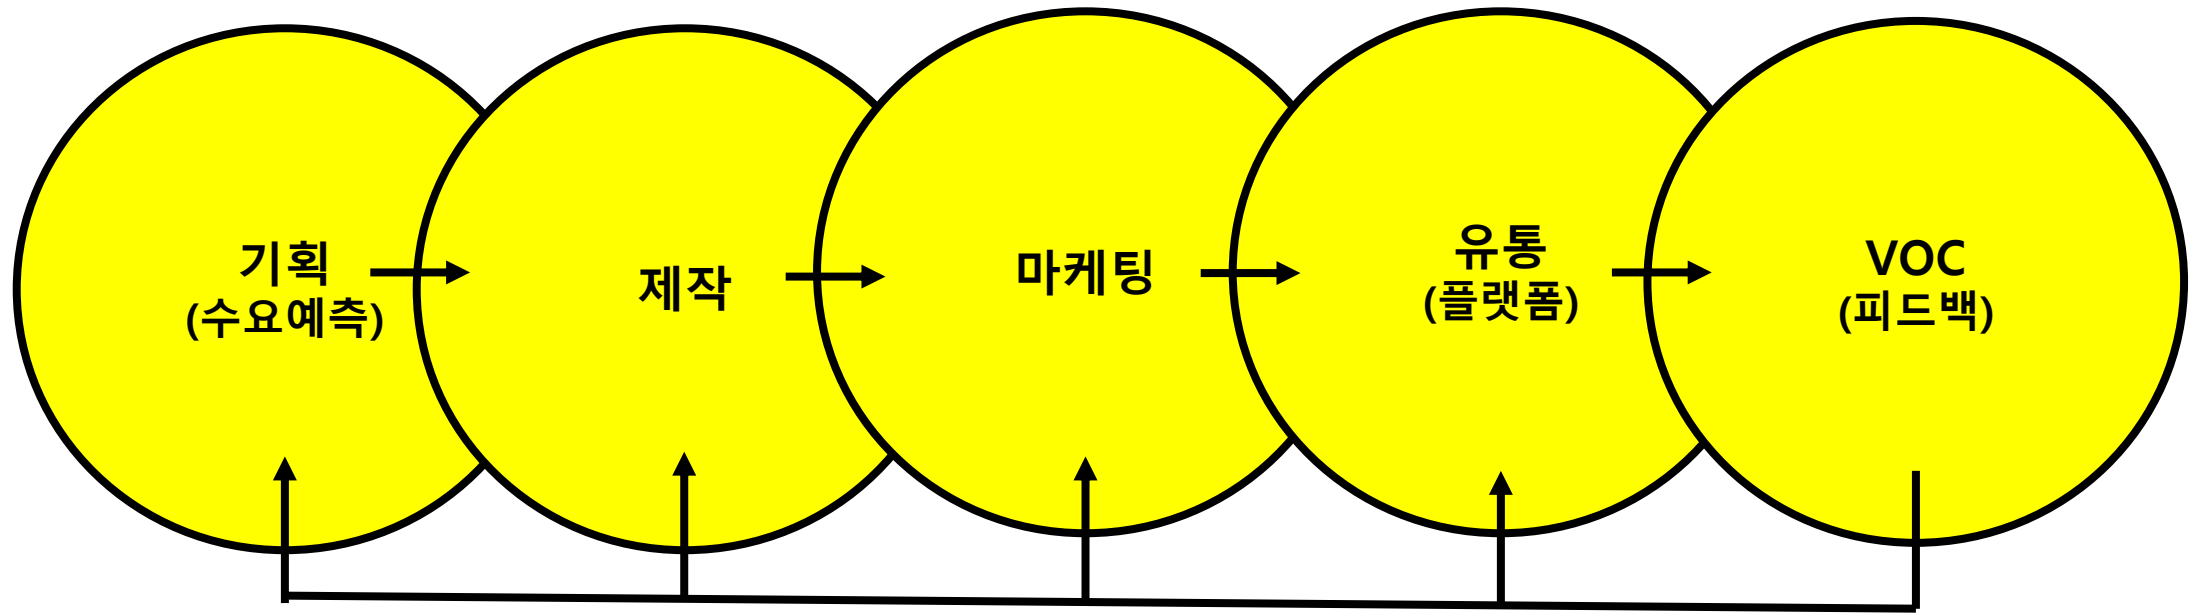 기획
(수요예측)
제작
마케팅
유통
(플랫폼)
VOC
(피드백)